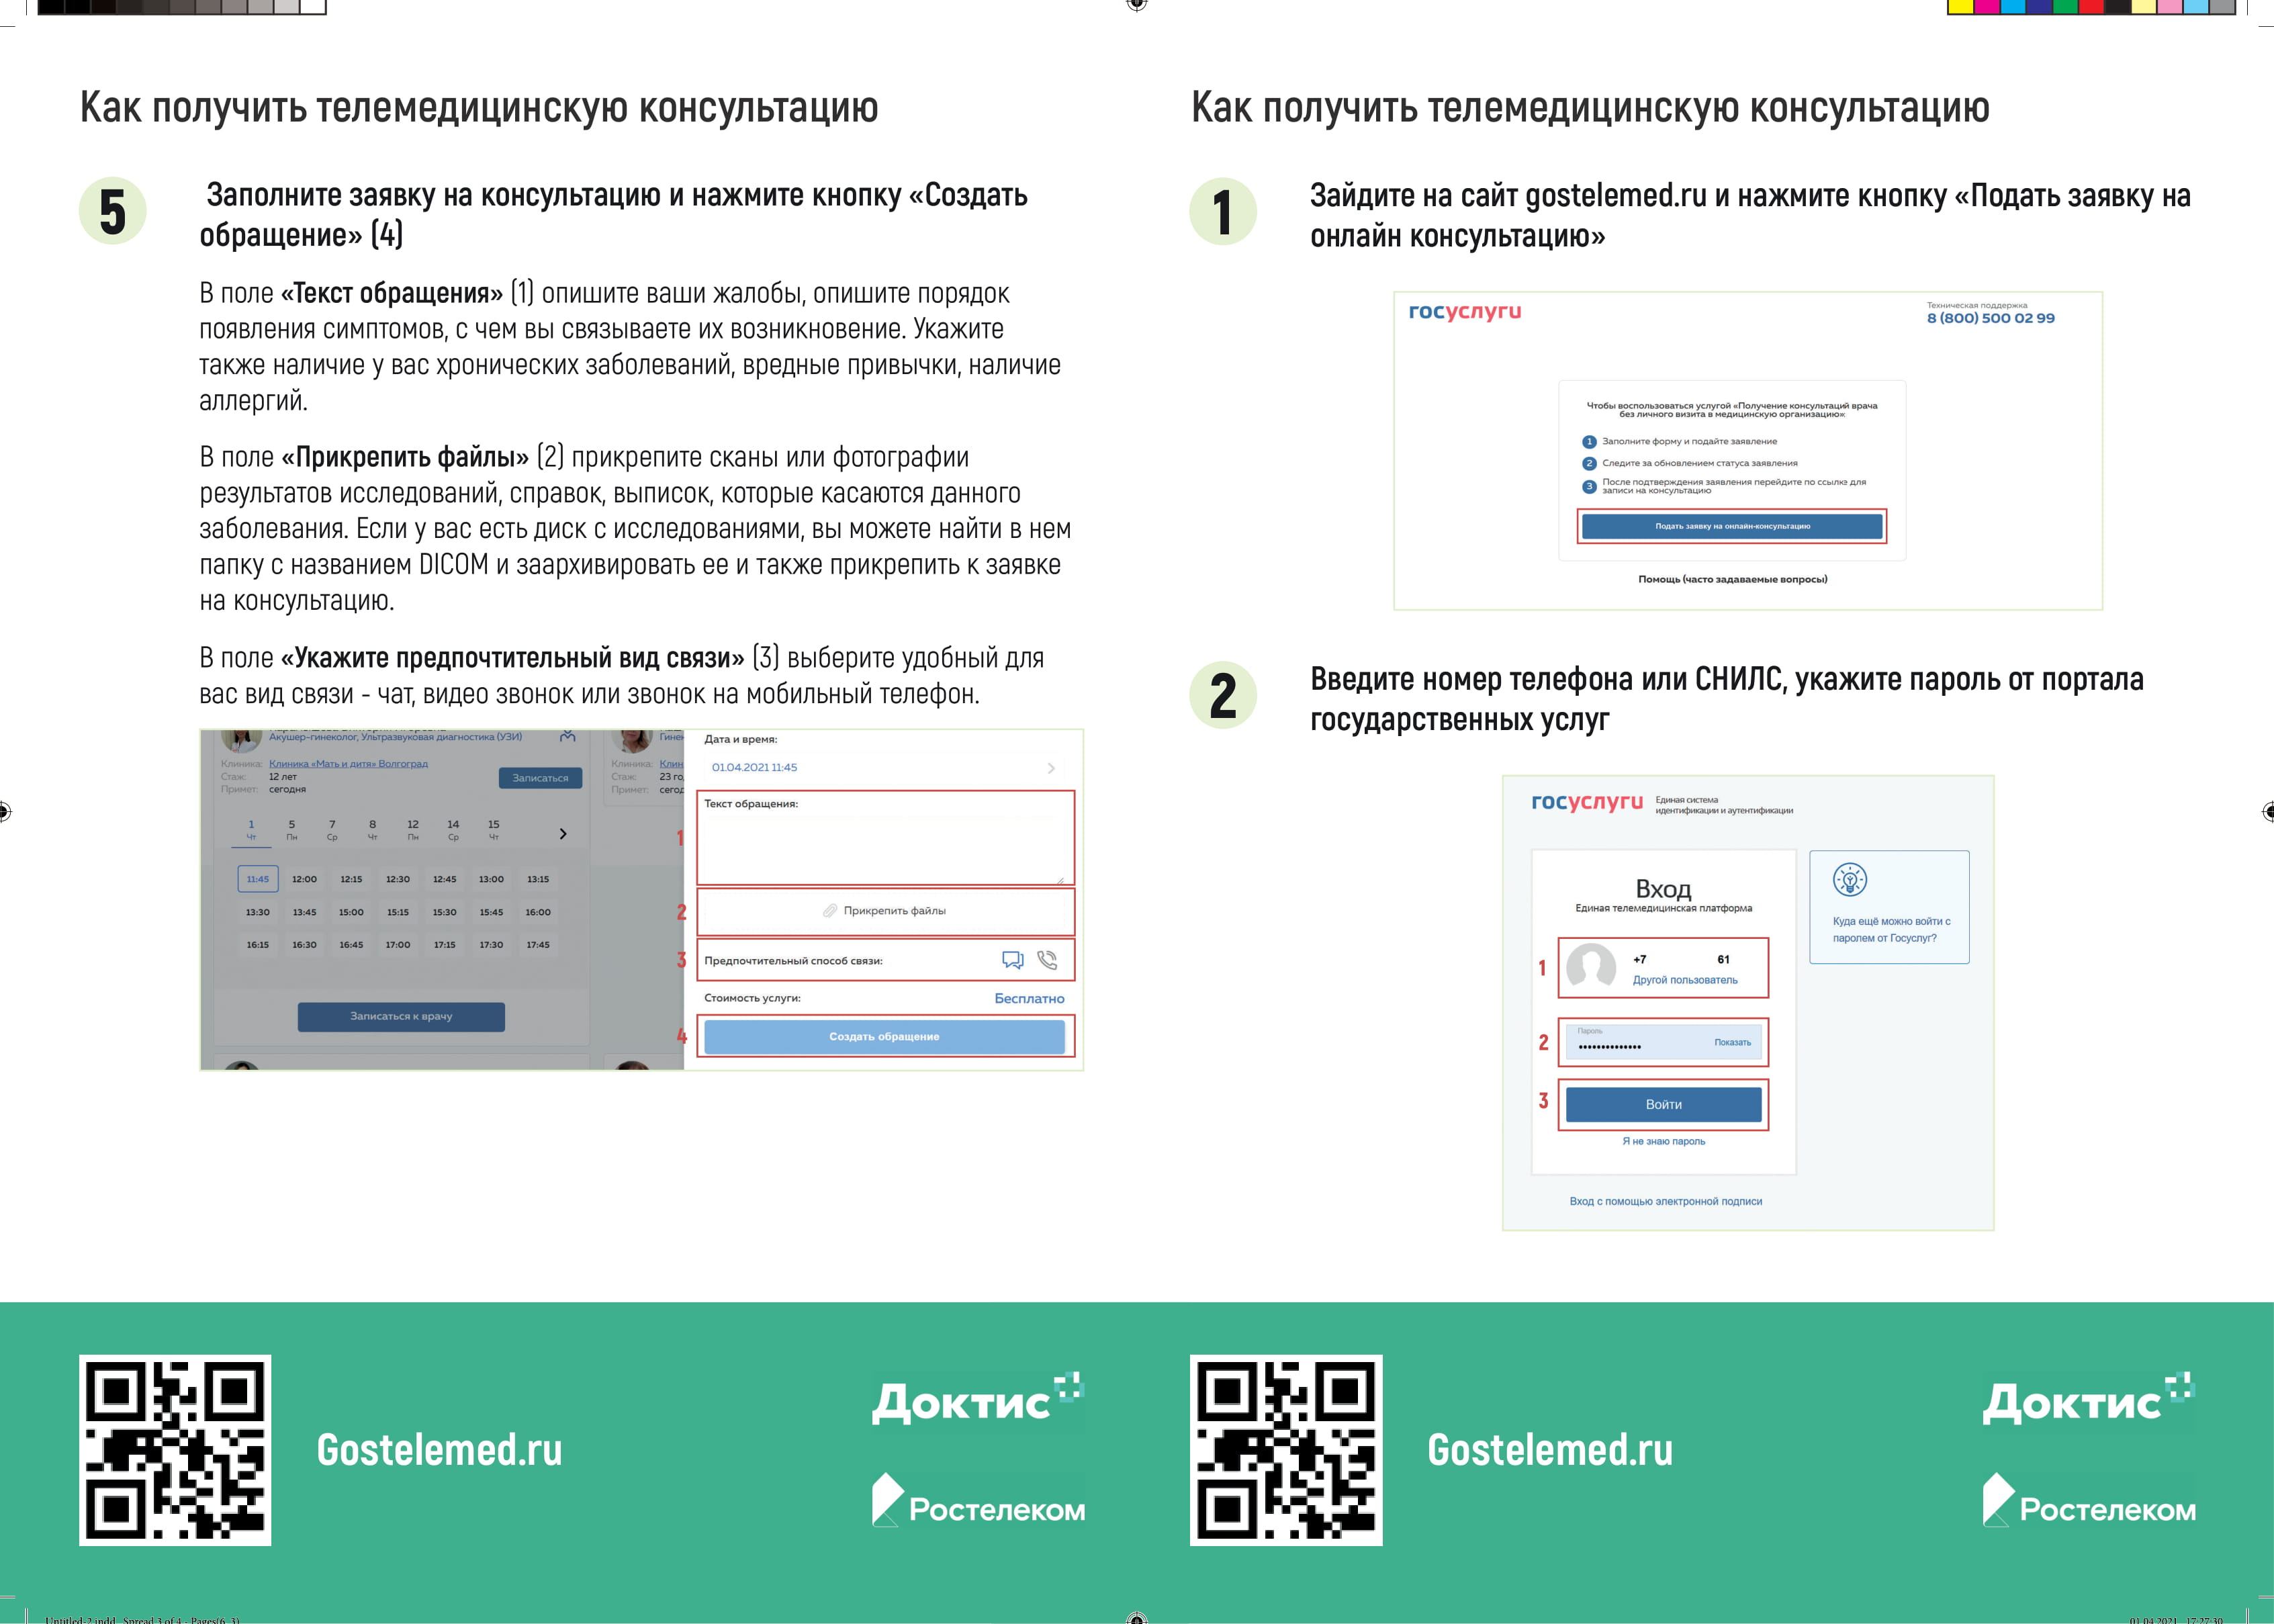 Как получить телемедицинскую консультацию
5
Заполните заявку на консультацию и нажмите кнопку «Создать
обращение» (4)
В поле «Текст обращения» (1) опишите ваши жалобы, опишите порядок
появления симптомов, с чем вы связываете их возникновение. Укажите
также наличие у вас хронических заболеваний, вредные привычки, наличие
аллергий.
В поле «Прикрепить файлы» (2) прикрепите сканы или фотографии
результатов исследований, справок, выписок, которые касаются данного
заболевания. Если у вас есть диск с исследованиями, вы можете найти в нем
папку с названием DICOM и заархивировать ее и также прикрепить к заявке
на консультацию.
В поле «Укажите предпочтительный вид связи» (3) выберите удобный для
вас вид связи - чат, видео звонок или звонок на мобильный телефон.
Акушер-гинеколог, Ультразвуковая диагностика (УЗИ)
Клиника: Клиника «Мать и дитя» Волгоград
Стаж: 12 лет
Примет: сегодня
Записаться
1 5 7 8 12 14 15
Чт Пн Ср Чт Пн Ср Чт
11:45 12:00 12:15 12:30 12:45 13:00 13:15
13:30 13:45 15:00 15:15 15:30 15:45 16:00
16:15 16:30 16:45 17:00 17:15 17:30 17:45
Записаться к врачу
Гинек
Клиника: Клин
Стаж: 23 го
Примет: сегод
Дата и время:
01.04.2021 11:45
1
Текст обращения:
2
Прикрепить файлы
3
Предпочтительный способ связи:
Стоимость услуги: Бесплатно
4
Создать обращение
Gostelemed.ru
Доктис
Ростелеком
Как получить телемедицинскую консультацию
1
Зайдите на сайт gostelemed.ru и нажмите кнопку «Подать заявку на
онлайн консультацию»
госуслуги
Техническая поддержка
8 (800) 500 02 99
Чтобы воспользоваться услугой «Получение консультаций врача
без личного визита в медицинскую организацию»:
1 Заполните форму и подайте заявление
2 Следите за обновлением статуса заявления
3 После подтверждения заявления перейдите по ссылке для
записи на консультацию
Подать заявку на онлайн-консультацию
Помощь (часто задаваемые вопросы)
2
Введите номер телефона или СНИЛС, укажите пароль от портала
государственных услуг
госуслуги
Единая система
идентификации и аутентификации
Вход
Единая телемедицинская платформа
1
+7 61
Другой пользователь
2
Пароль
Показать
3
Войти
Я не знаю пароль
Вход с помощью электронной подписи
Куда ещё можно войти с
паролем от Госуслуг?
Gostelemed.ru
Доктис
Ростелеком
Untitled-2.indd Spread 3 of 4 - Pages(6, 3)
01.04.2021 17:27:30